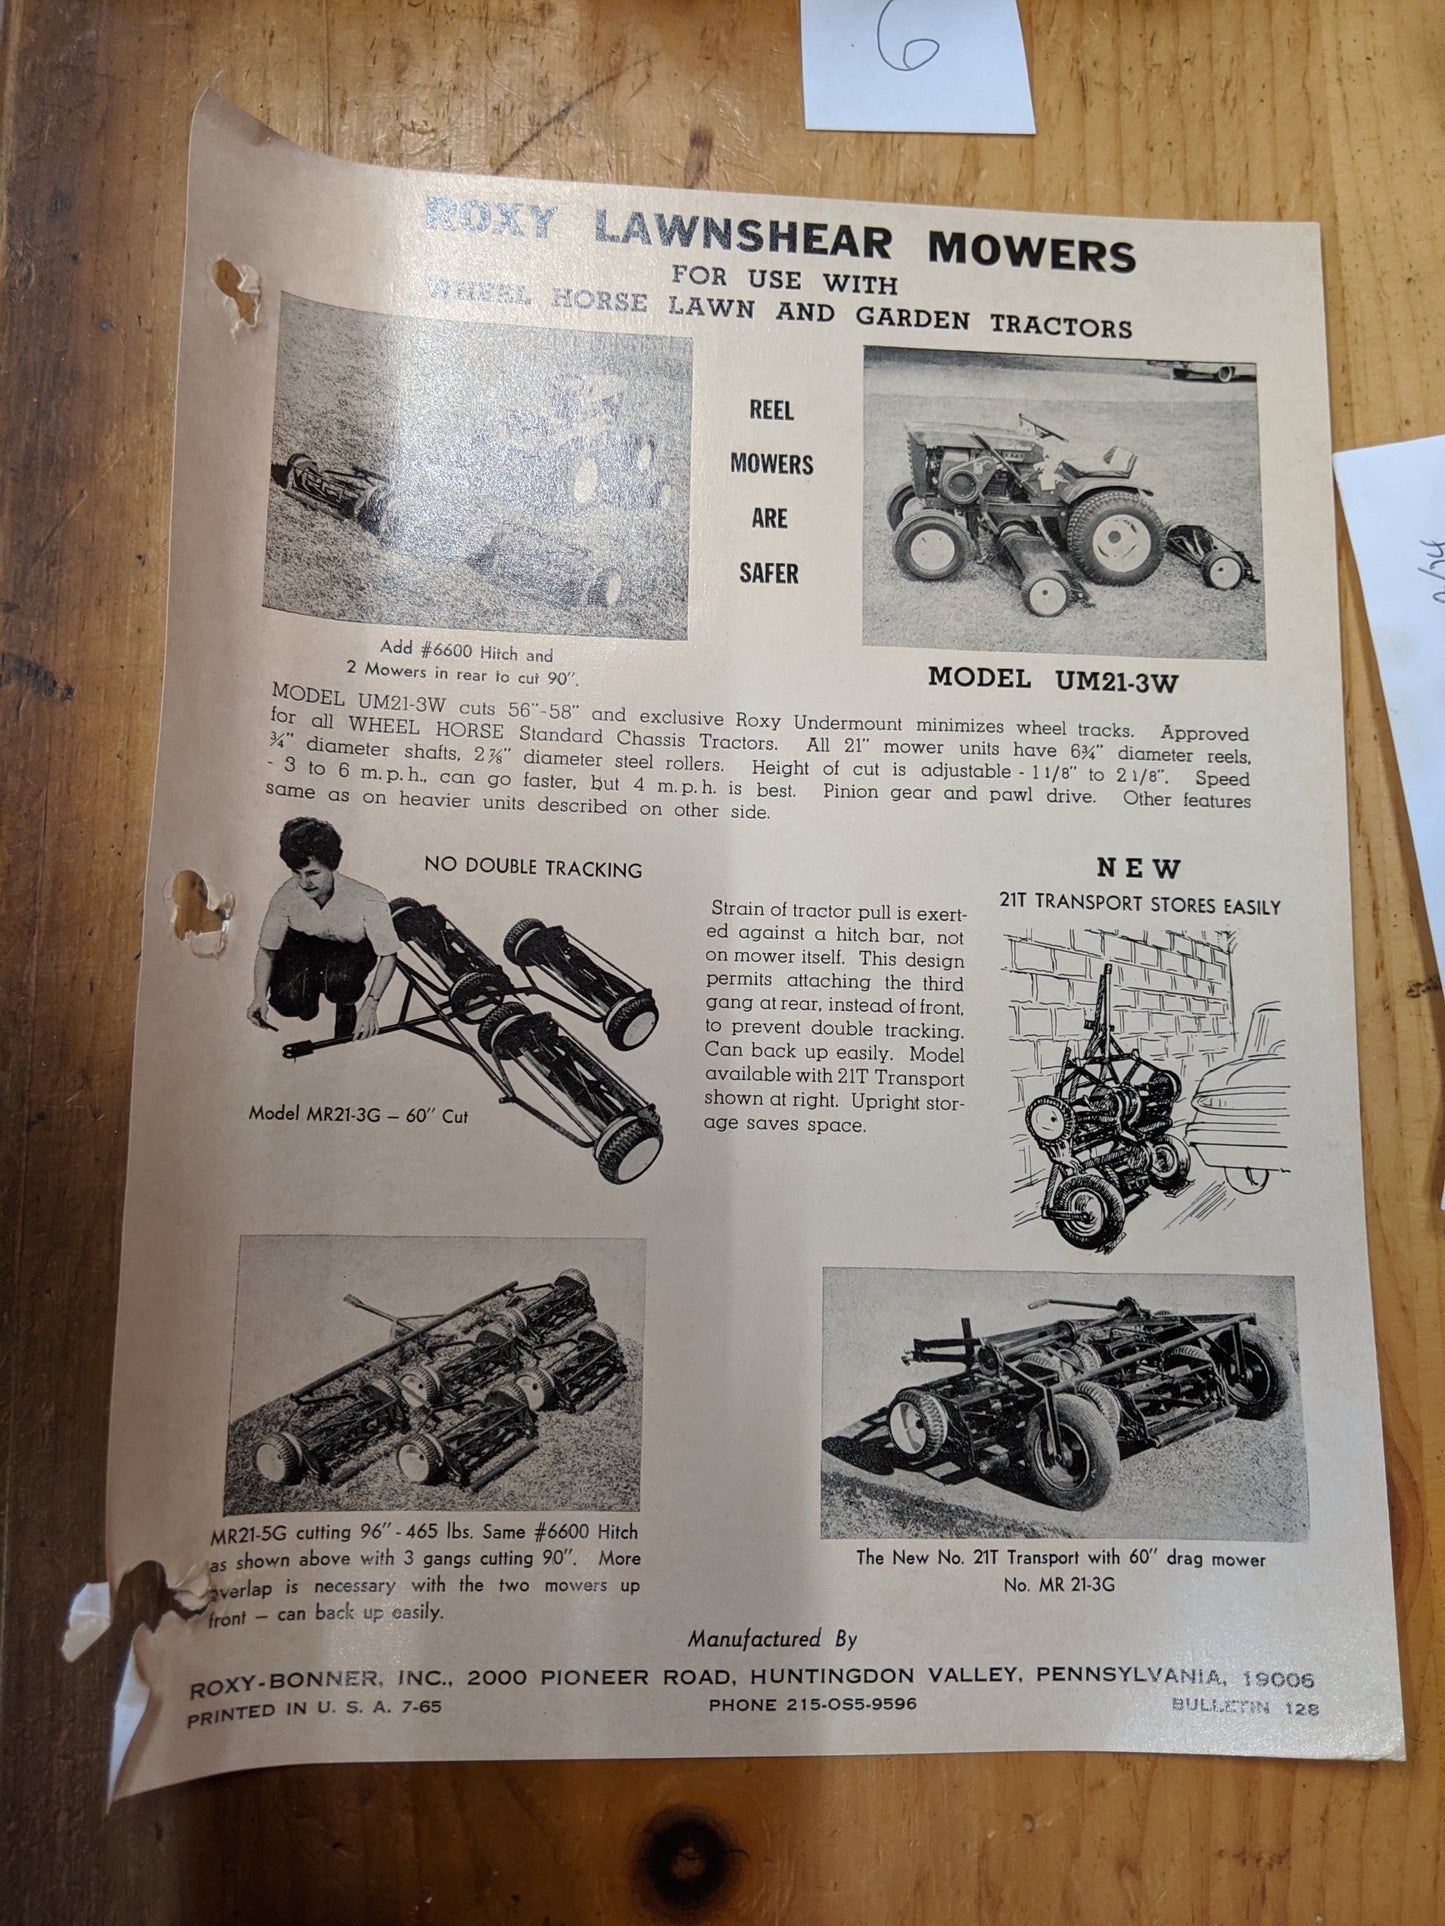 6
ROXY LAWNSHEAR MOWERS
FOR USE WITH
WHEEL HORSE LAWN AND GARDEN TRACTORS
REEL
MOWERS
ARE
SAFER
Add #6600 Hitch and
2 Mowers in rear to cut 90".
MODEL UM21-3W
MODEL UM21-3W cuts 56"-58" and exclusive Roxy Undermount minimizes wheel tracks. Approved
for all WHEEL HORSE Standard Chassis Tractors. All 21" mower units have 6¾" diameter reels,
¾" diameter shafts, 2⅞" diameter steel rollers. Height of cut is adjustable - 1 1/8" to 2 1/8". Speed
- 3 to 6 m.p.h., can go faster, but 4 m.p.h. is best. Pinion gear and pawl drive. Other features
same as on heavier units described on other side.
NO DOUBLE TRACKING
Model MR21-3G – 60" Cut
Strain of tractor pull is exert-
ed against a hitch bar, not
on mower itself. This design
permits attaching the third
gang at rear, instead of front,
to prevent double tracking.
Can back up easily. Model
available with 21T Transport
shown at right. Upright stor-
age saves space.
NEW
21T TRANSPORT STORES EASILY
MR21-5G cutting 96" - 465 lbs. Same #6600 Hitch
as shown above with 3 gangs cutting 90". More
overlap is necessary with the two mowers up
front – can back up easily.
The New No. 21T Transport with 60" drag mower
No. MR 21-3G
Manufactured By
ROXY-BONNER, INC., 2000 PIONEER ROAD, HUNTINGDON VALLEY, PENNSYLVANIA, 19006
PRINTED IN U. S. A. 7-65
PHONE 215-OS5-9596
BULLETIN 128